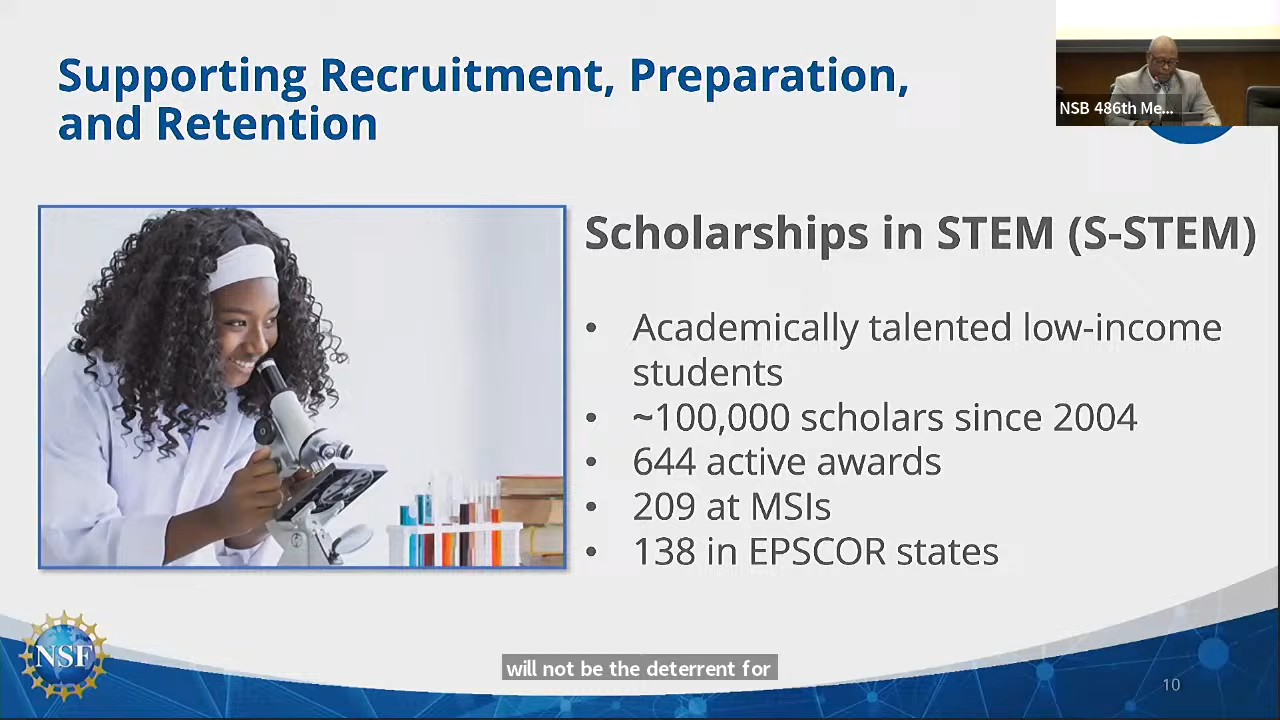 Supporting Recruitment, Preparation,
and Retention
NSB 486th Me...
Scholarships in STEM (S-STEM)
• Academically talented low-income
students
• ~100,000 scholars since 2004
• 644 active awards
• 209 at MSIs
• 138 in EPSCOR states
NSF
will not be the deterrent for
10